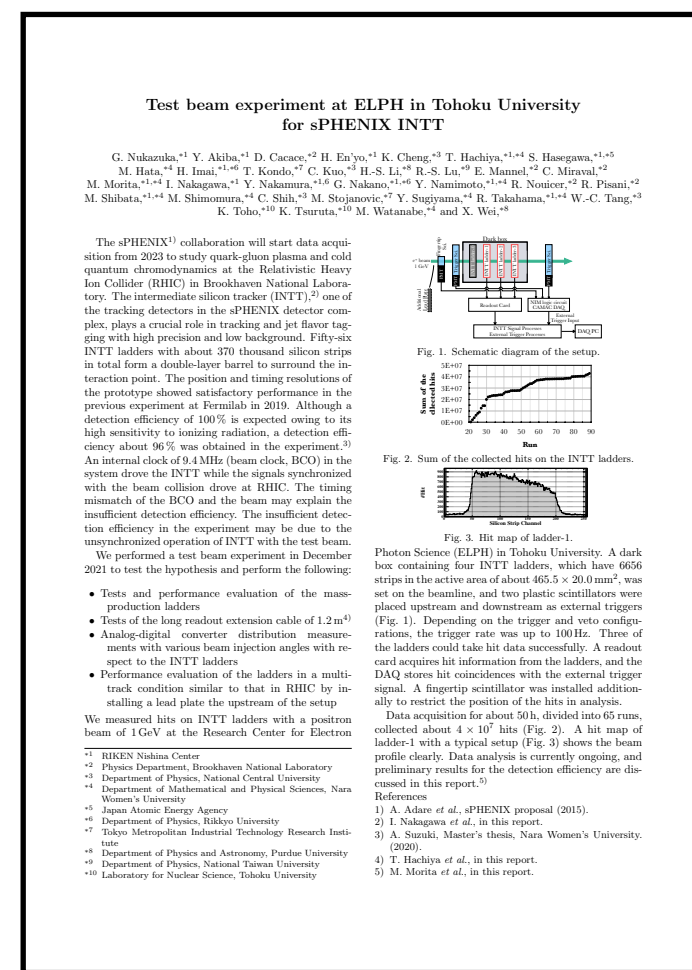 Test beam experiment at ELPH in Tohoku University
for sPHENIX INTT
G. Nukazuka,*1 Y. Akiba,*1 D. Cacace,*2 H. En'yo,*1 K. Cheng,*3 T. Hachiya,*1,*4 S. Hasegawa,*1,*5
M. Hata,*4 H. Imai,*1,*6 T. Kondo,*7 C. Kuo,*3 H.-S. Li,*8 R.-S. Lu,*9 E. Mannel,*2 C. Miraval,*2
M. Morita,*1,*4 I. Nakagawa,*1 Y. Nakamura,*1,6 G. Nakano,*1,*6 Y. Namimoto,*1,*4 R. Nouicer,*2 R. Pisani,*2
M. Shibata,*1,*4 M. Shimomura,*4 C. Shih,*3 M. Stojanovic,*7 Y. Sugiyama,*4 R. Takahama,*1,*4 W.-C. Tang,*3
K. Toho,*10 K. Tsuruta,*10 M. Watanabe,*4 and X. Wei,*8
The sPHENIX1) collaboration will start data acqui-
sition from 2023 to study quark-gluon plasma and cold
quantum chromodynamics at the Relativistic Heavy
Ion Collider (RHIC) in Brookhaven National Labora-
tory. The intermediate silicon tracker (INTT),2) one of
the tracking detectors in the sPHENIX detector com-
plex, plays a crucial role in tracking and jet flavor tag-
ging with high precision and low background. Fifty-six
INTT ladders with about 370 thousand silicon strips
in total form a double-layer barrel to surround the in-
teraction point. The position and timing resolutions of
the prototype showed satisfactory performance in the
previous experiment at Fermilab in 2019. Although a
detection efficiency of 100 % is expected owing to its
high sensitivity to ionizing radiation, a detection effi-
ciency about 96 % was obtained in the experiment.3)
An internal clock of 9.4 MHz (beam clock, BCO) in the
system drove INTT while the signals synchronized
with the beam collision drove at RHIC. The timing
mismatch of the BCO and the beam may explain the
insufficient detection efficiency. The insufficient detec-
tion efficiency in the experiment may be due to the
unsynchronized operation of INTT with the test beam.
We performed a test beam experiment in December
2021 to test the hypothesis and perform the following:
• Tests and performance evaluation of the mass-
production ladders
• Tests of the long readout extension cable of 1.2 m4)
• Analog-digital converter distribution measure-
ments with various beam injection angles with re-
spect to the INTT ladders
• Performance evaluation of the ladders in a multi-
track condition similar to that in RHIC by in-
stalling a lead plate the upstream of the setup
We measured hits on INTT ladders with a positron
beam of 1 GeV at the Research Center for Electron
*1 RIKEN Nishina Center
*2 Physics Department, Brookhaven National Laboratory
*3 Department of Physics, National Central University
*4 Department of Mathematical and Physical Sciences, Nara
Women's University
*5 Japan Atomic Energy Agency
*6 Department of Physics, Rikkyo University
*7 Tokyo Metropolitan Industrial Technology Research Insti-
tute
*8 Department of Physics and Astronomy, Purdue University
*9 Department of Physics, National Taiwan University
*10 Laboratory for Nuclear Science, Tohoku University
Dark box
e+ beam
1 GeV
Readout Card
NIM logic circuit
CAMAC DAQ
External
Trigger Input
INTT Signal Processes
External Trigger Processes
DAQ PC
Fig. 1. Schematic diagram of the setup.
Sum of the
collected hits
5E+07
4E+07
3E+07
2E+07
1E+07
0E+00
20 30 40 50 60 70 80 90
Run
Fig. 2. Sum of the collected hits on the INTT ladders.
#Hit
Silicon Strip Channel
Fig. 3. Hit map of ladder-1.
Photon Science (ELPH) in Tohoku University. A dark
box containing four INTT ladders, which have 6656
strips in the active area of about 465.5 × 20.0 mm2, was
set on the beamline, and two plastic scintillators were
placed upstream and downstream as external triggers
(Fig. 1). Depending on the trigger and veto configu-
rations, the trigger rate was up to 100 Hz. Three of
the ladders could take hit data successfully. A readout
card acquires hit information from the ladders, and the
DAQ stores hit coincidences with the external trigger
signal. A fingertip scintillator was installed addition-
ally to restrict the position of the hits in analysis.
Data acquisition for about 50 h, divided into 65 runs,
collected about 4 × 107 hits (Fig. 2). A hit map of
ladder-1 with a typical setup (Fig. 3) shows the beam
profile clearly. Data analysis is currently ongoing, and
preliminary results for the detection efficiency are dis-
cussed in this report.5)
References
1) A. Adare et al., sPHENIX proposal (2015).
2) I. Nakagawa et al., in this report.
3) A. Suzuki, Master's thesis, Nara Women's University.
(2020).
4) T. Hachiya et al., in this report.
5) M. Morita et al., in this report.